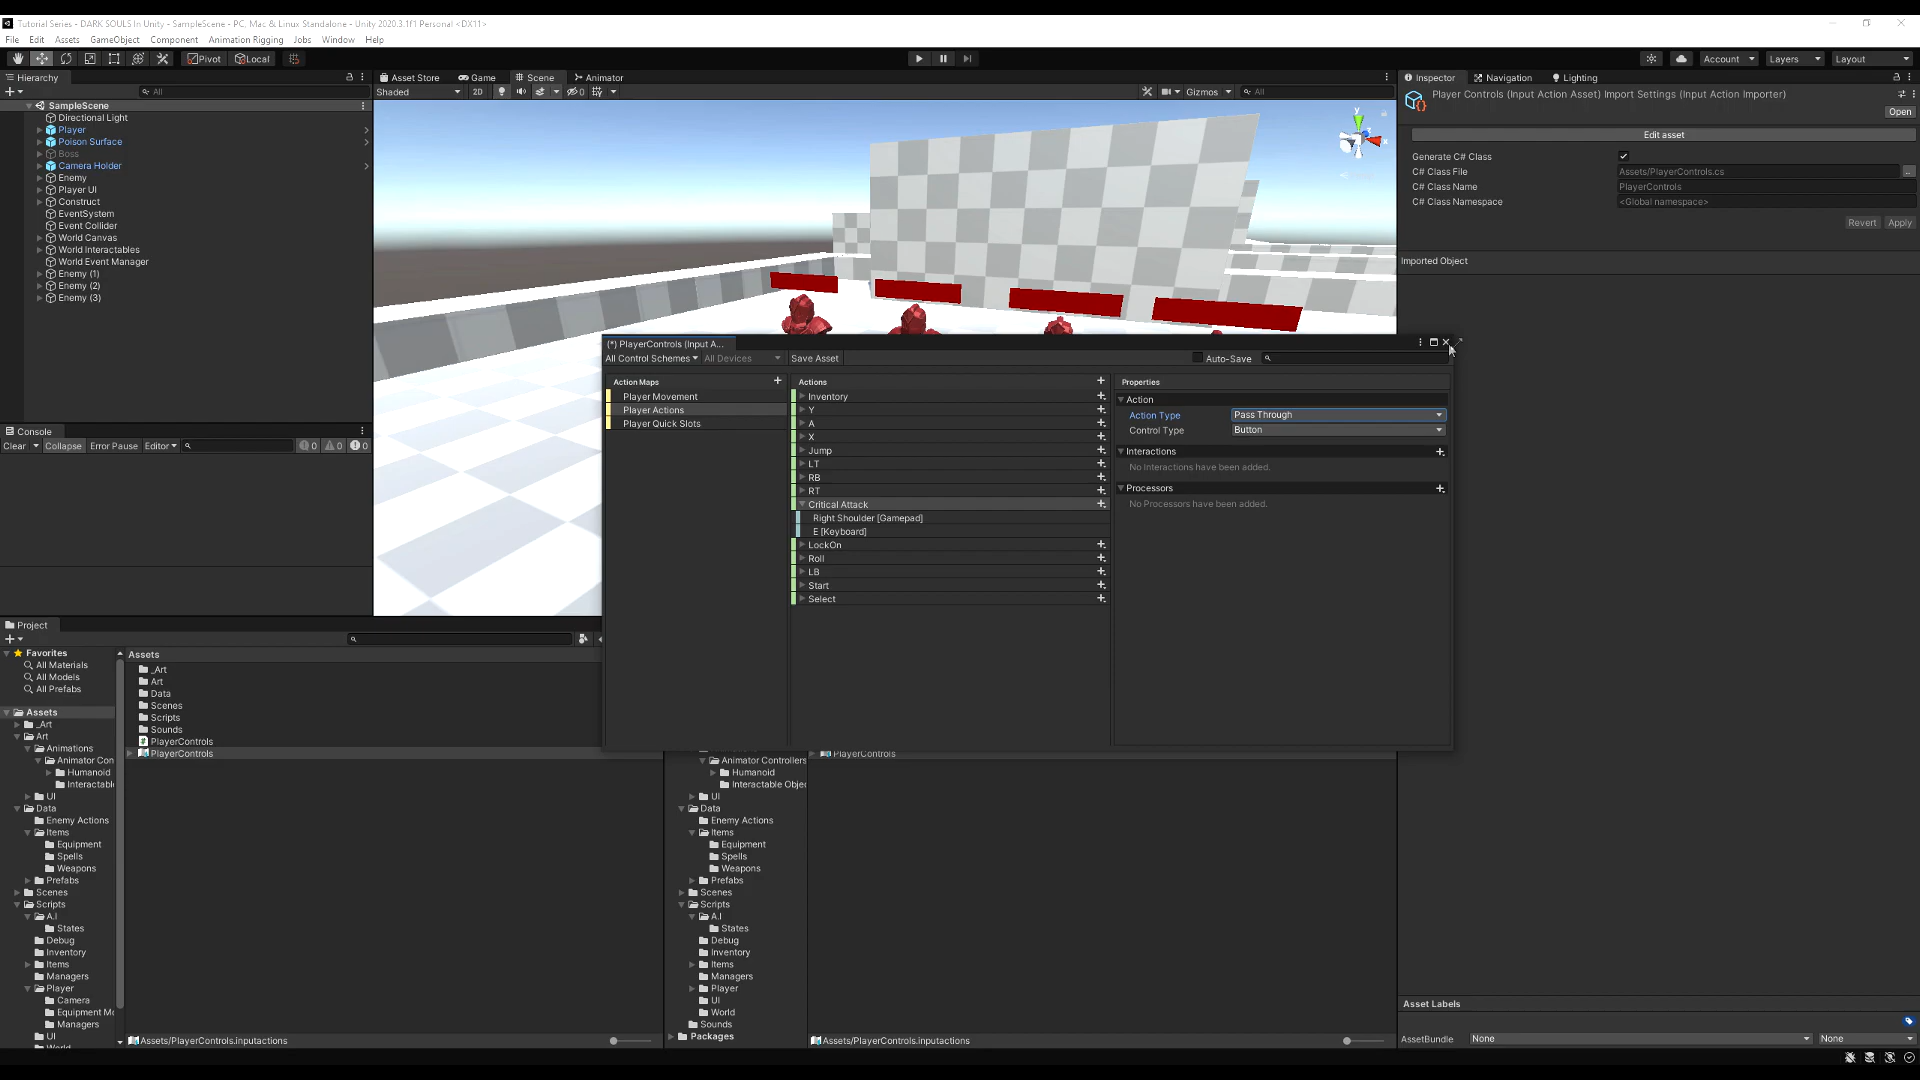 Tutorial Series - DARK SOULS In Unity - SampleScene - PC, Mac & Linux Standalone - Unity 2020.3.1f1 Personal <DX11>
File Edit Assets GameObject Component Animation Rigging Jobs Window Help
Pivot Local Account Layers Layout
Hierarchy
All
SampleScene
Directional Light
Player
Poison Surface
Boss
Camera Holder
Enemy
Player UI
Construct
EventSystem
Event Collider
World Canvas
World Interactables
World Event Manager
Enemy (1)
Enemy (2)
Enemy (3)
Console
Clear Collapse Error Pause Editor 0 0 0
Asset Store Game Scene Animator
Shaded 2D 0 Gizmos All
Y
X
(*) PlayerControls (Input A...
All Control Schemes All Devices Save Asset Auto-Save
Action Maps
Player Movement
Player Actions
Player Quick Slots
Actions
Inventory
Y
A
X
Jump
LT
RB
RT
Critical Attack
Right Shoulder [Gamepad]
E [Keyboard]
LockOn
Roll
LB
Start
Select
Properties
Action
Action Type Pass Through
Control Type Button
Interactions
No Interactions have been added.
Processors
No Processors have been added.
Inspector Navigation Lighting
Player Controls (Input Action Asset) Import Settings (Input Action Importer)
Open
Edit asset
Generate C# Class
C# Class File Assets/PlayerControls.cs ...
C# Class Name PlayerControls
C# Class Namespace <Global namespace>
Revert Apply
Imported Object
Asset Labels
AssetBundle None None
Project
Favorites
All Materials
All Models
All Prefabs
Assets
_Art
Art
Animations
Animator Con
Humanoid
Interactabl
UI
Data
Enemy Actions
Items
Equipment
Spells
Weapons
Prefabs
Scenes
Scripts
A.I
States
Debug
Inventory
Items
Managers
Player
Camera
Equipment Mo
Managers
UI
Assets
_Art
Art
Data
Scenes
Scripts
Sounds
PlayerControls
PlayerControls
Assets/PlayerControls.inputactions
Animator Controllers
Humanoid
Interactable Objec
UI
Data
Enemy Actions
Items
Equipment
Spells
Weapons
Prefabs
Scenes
Scripts
A.I
States
Debug
Inventory
Items
Managers
Player
UI
World
Sounds
Packages
PlayerControls
Assets/PlayerControls.inputactions